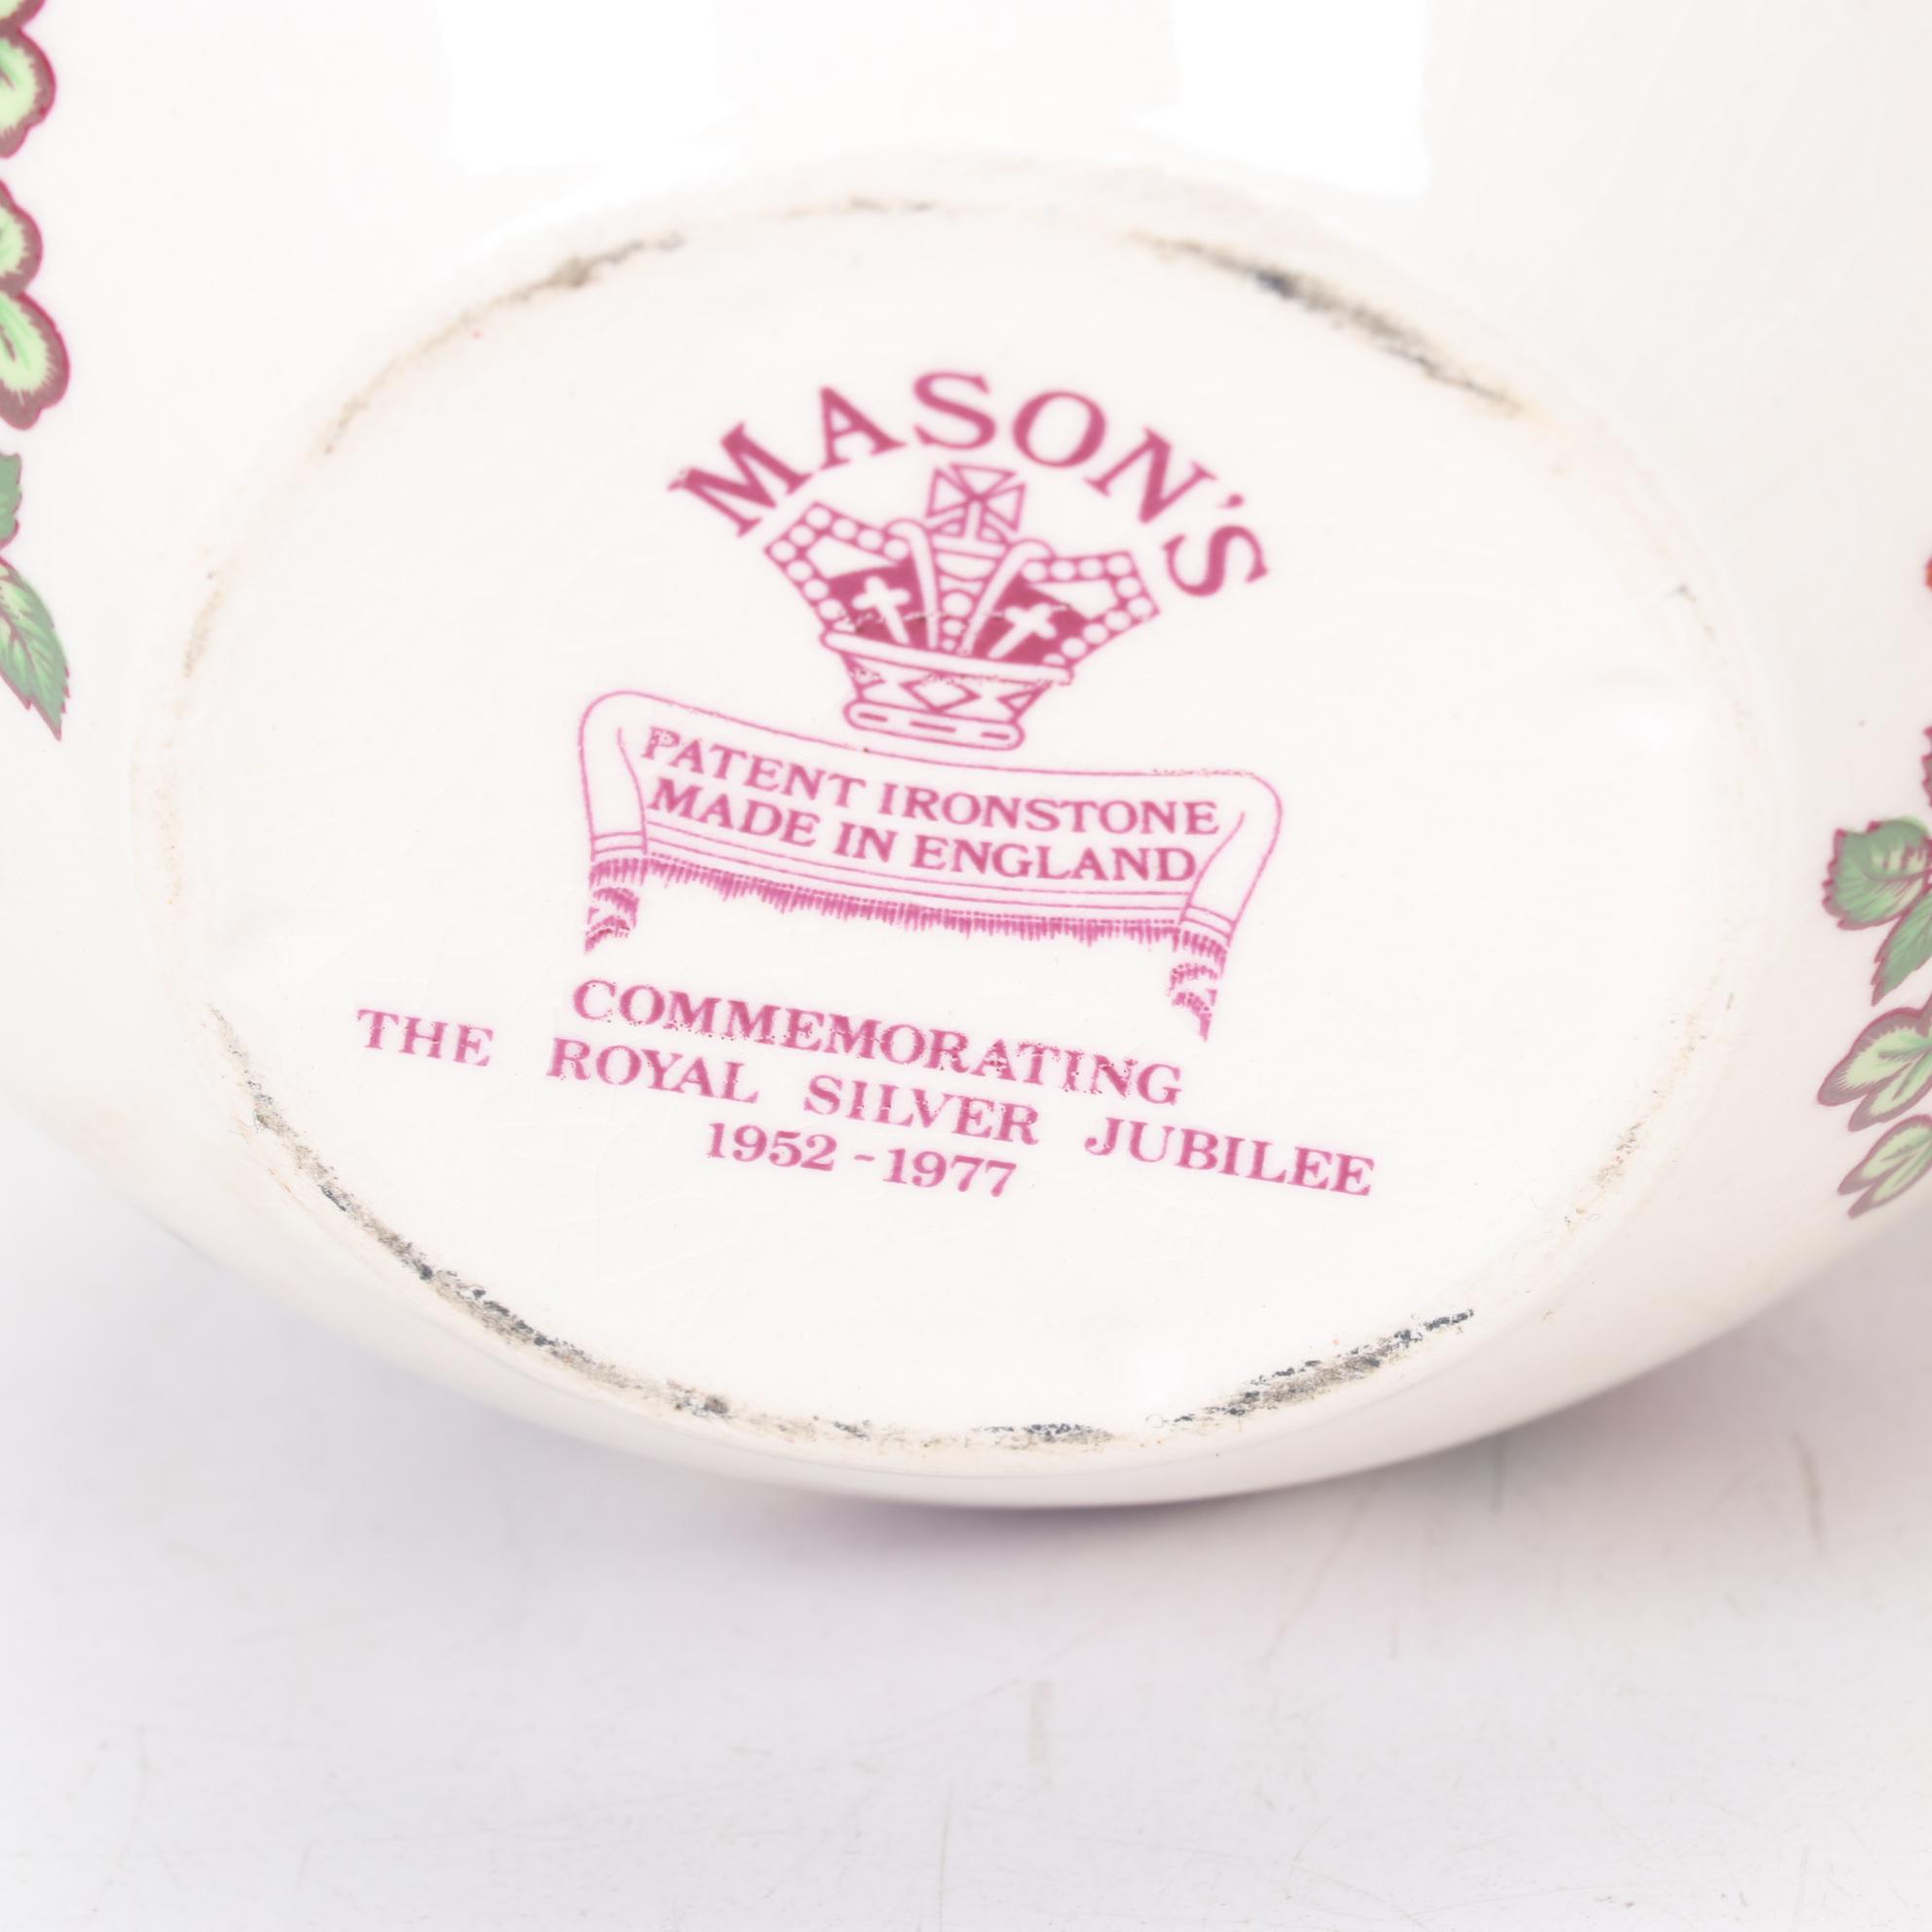 MASON'S
PATENT IRONSTONE
MADE IN ENGLAND
COMMEMORATING
THE ROYAL SILVER JUBILEE
1952-1977